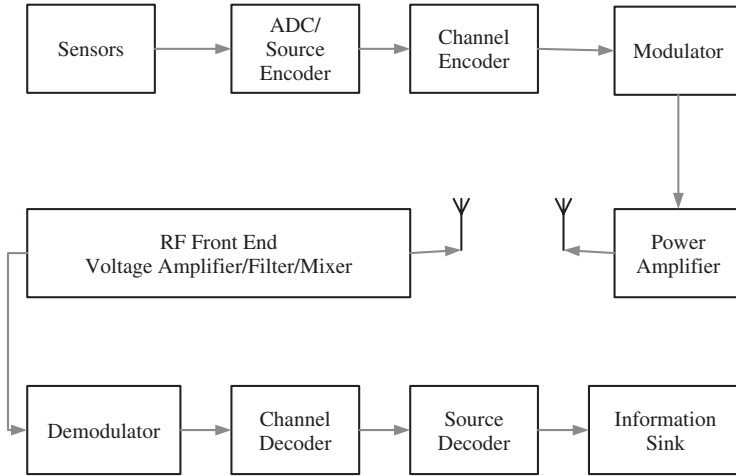 Sensors
ADC/
Source
Encoder
Channel
Encoder
Modulator
RF Front End
Voltage Amplifier/Filter/Mixer
Power
Amplifier
Demodulator
Channel
Decoder
Source
Decoder
Information
Sink